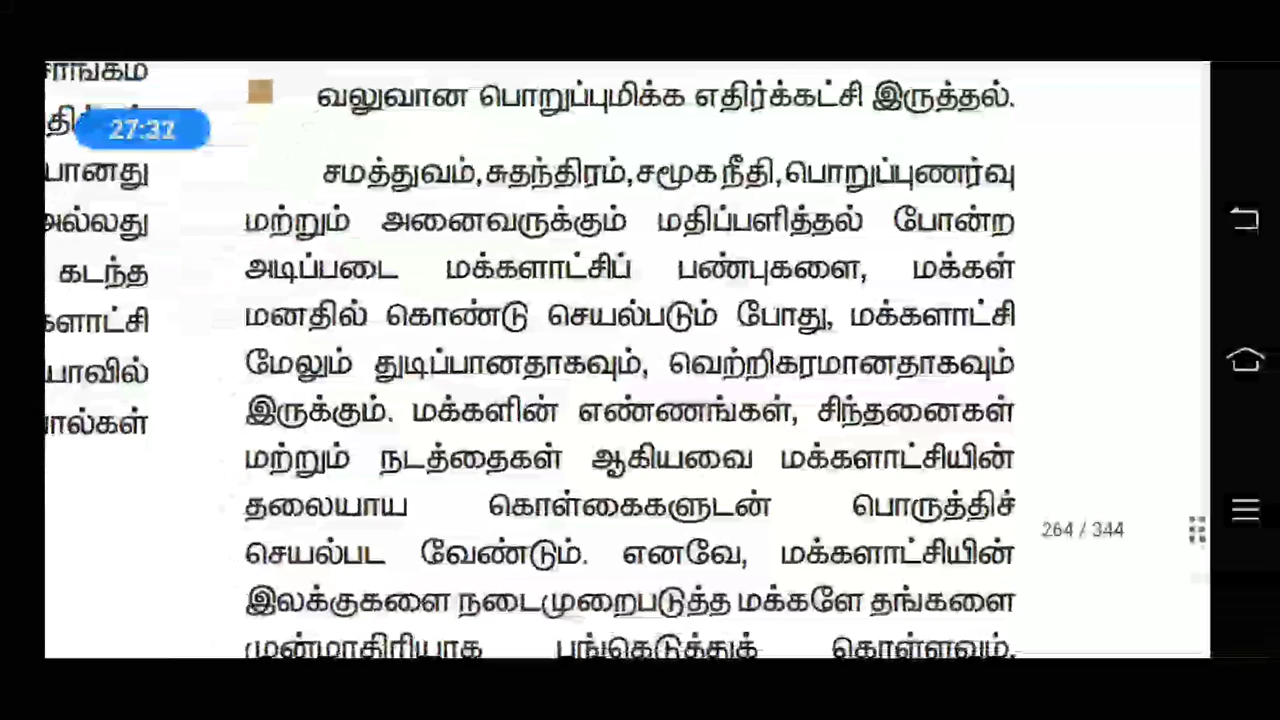 27:32
யானது
அல்லது
கடந்த
வலுவான பொறுப்புமிக்க எதிர்க்கட்சி இருத்தல்.
சமத்துவம், சுதந்திரம், சமூக நீதி, பொறுப்புணர்வு
மற்றும் அனைவருக்கும் மதிப்பளித்தல் போன்ற
அடிப்படை மக்களாட்சிப் பண்புகளை, மக்கள்
மனதில் கொண்டு செயல்படும் போது, மக்களாட்சி
மேலும் துடிப்பானதாகவும், வெற்றிகரமானதாகவும்
இருக்கும். மக்களின் எண்ணங்கள், சிந்தனைகள்
மற்றும் நடத்தைகள் ஆகியவை மக்களாட்சியின்
தலையாய கொள்கைகளுடன் பொருத்திச்
செயல்பட வேண்டும். எனவே, மக்களாட்சியின்
இலக்குகளை நடைமுறைபடுத்த மக்களே தங்களை
முன்மாதிரியாக பங்கெடுத்துக் கொள்ளவும்,
264 / 344